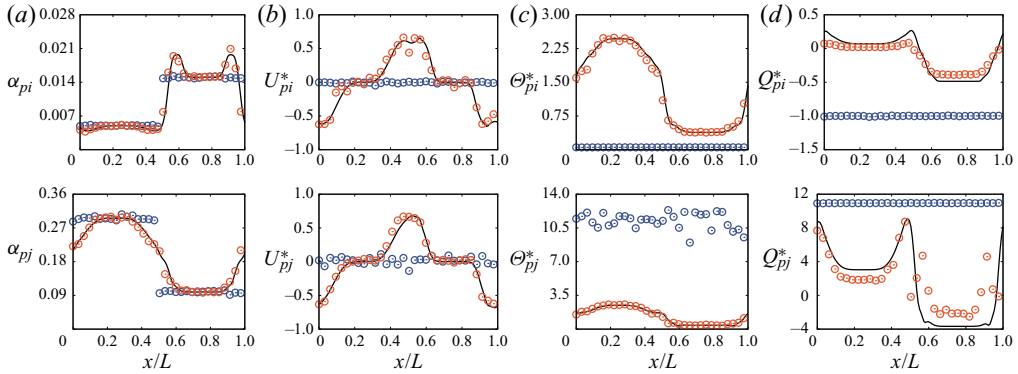 (a) (b) (c) (d)
0.028 1.0 3.00 0.5
0.021 0.5 2.25 0
α_pi 0.014 U*_pi 0 Θ*_pi 1.50 Q*_pi −0.5
0.007 −0.5 0.75 −1.0
0 0.2 0.4 0.6 0.8 1.0 −1.0 0 0.2 0.4 0.6 0.8 1.0 0 0.2 0.4 0.6 0.8 1.0 −1.5 0 0.2 0.4 0.6 0.8 1.0
0.36 1.0 14.0 12
0.27 0.5 10.5 8
α_pj 0.18 U*_pj 0 Θ*_pj 7.0 Q*_pj 4
0.09 −0.5 3.5 0
0 0.2 0.4 0.6 0.8 1.0 −1.0 0 0.2 0.4 0.6 0.8 1.0 0 0.2 0.4 0.6 0.8 1.0 −4 0 0.2 0.4 0.6 0.8 1.0
x/L x/L x/L x/L